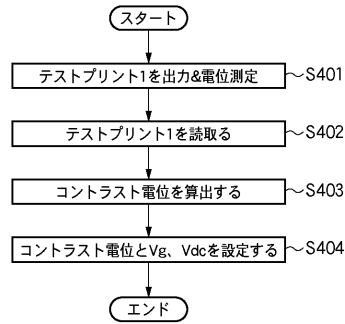 スタート
テストプリント1を出力&電位測定
S401
テストプリント1を読取る
S402
コントラスト電位を算出する
S403
コントラスト電位とVg、Vdcを設定する
S404
エンド